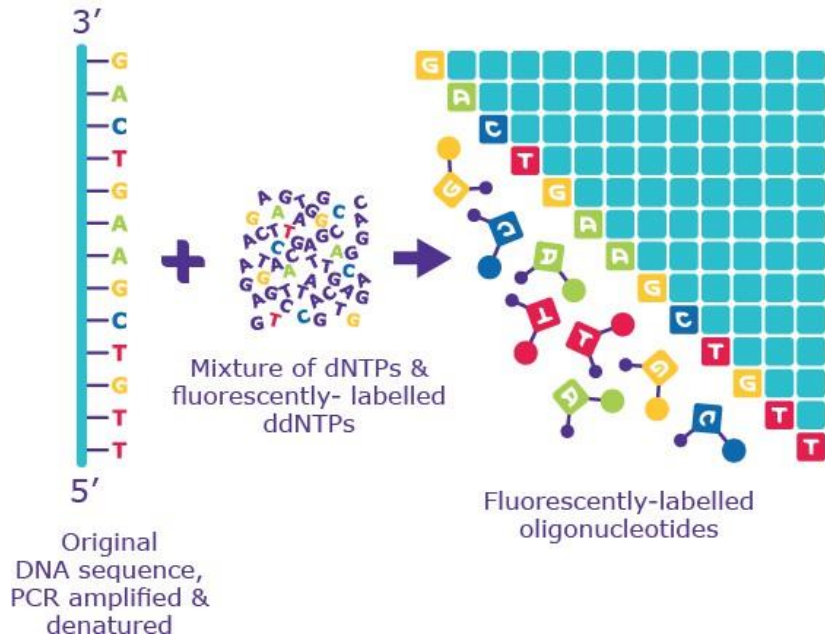 3’
G
A
C
T
G
A
A
G
C
T
G
T
T
5’
Original
DNA sequence,
PCR amplified &
denatured
+
Mixture of dNTPs &
fluorescently- labelled
ddNTPs
G
A
C
T
G
A
A
G
C
T
G
T
T
G
C
A
T
T
G
A
C
Fluorescently-labelled
oligonucleotides